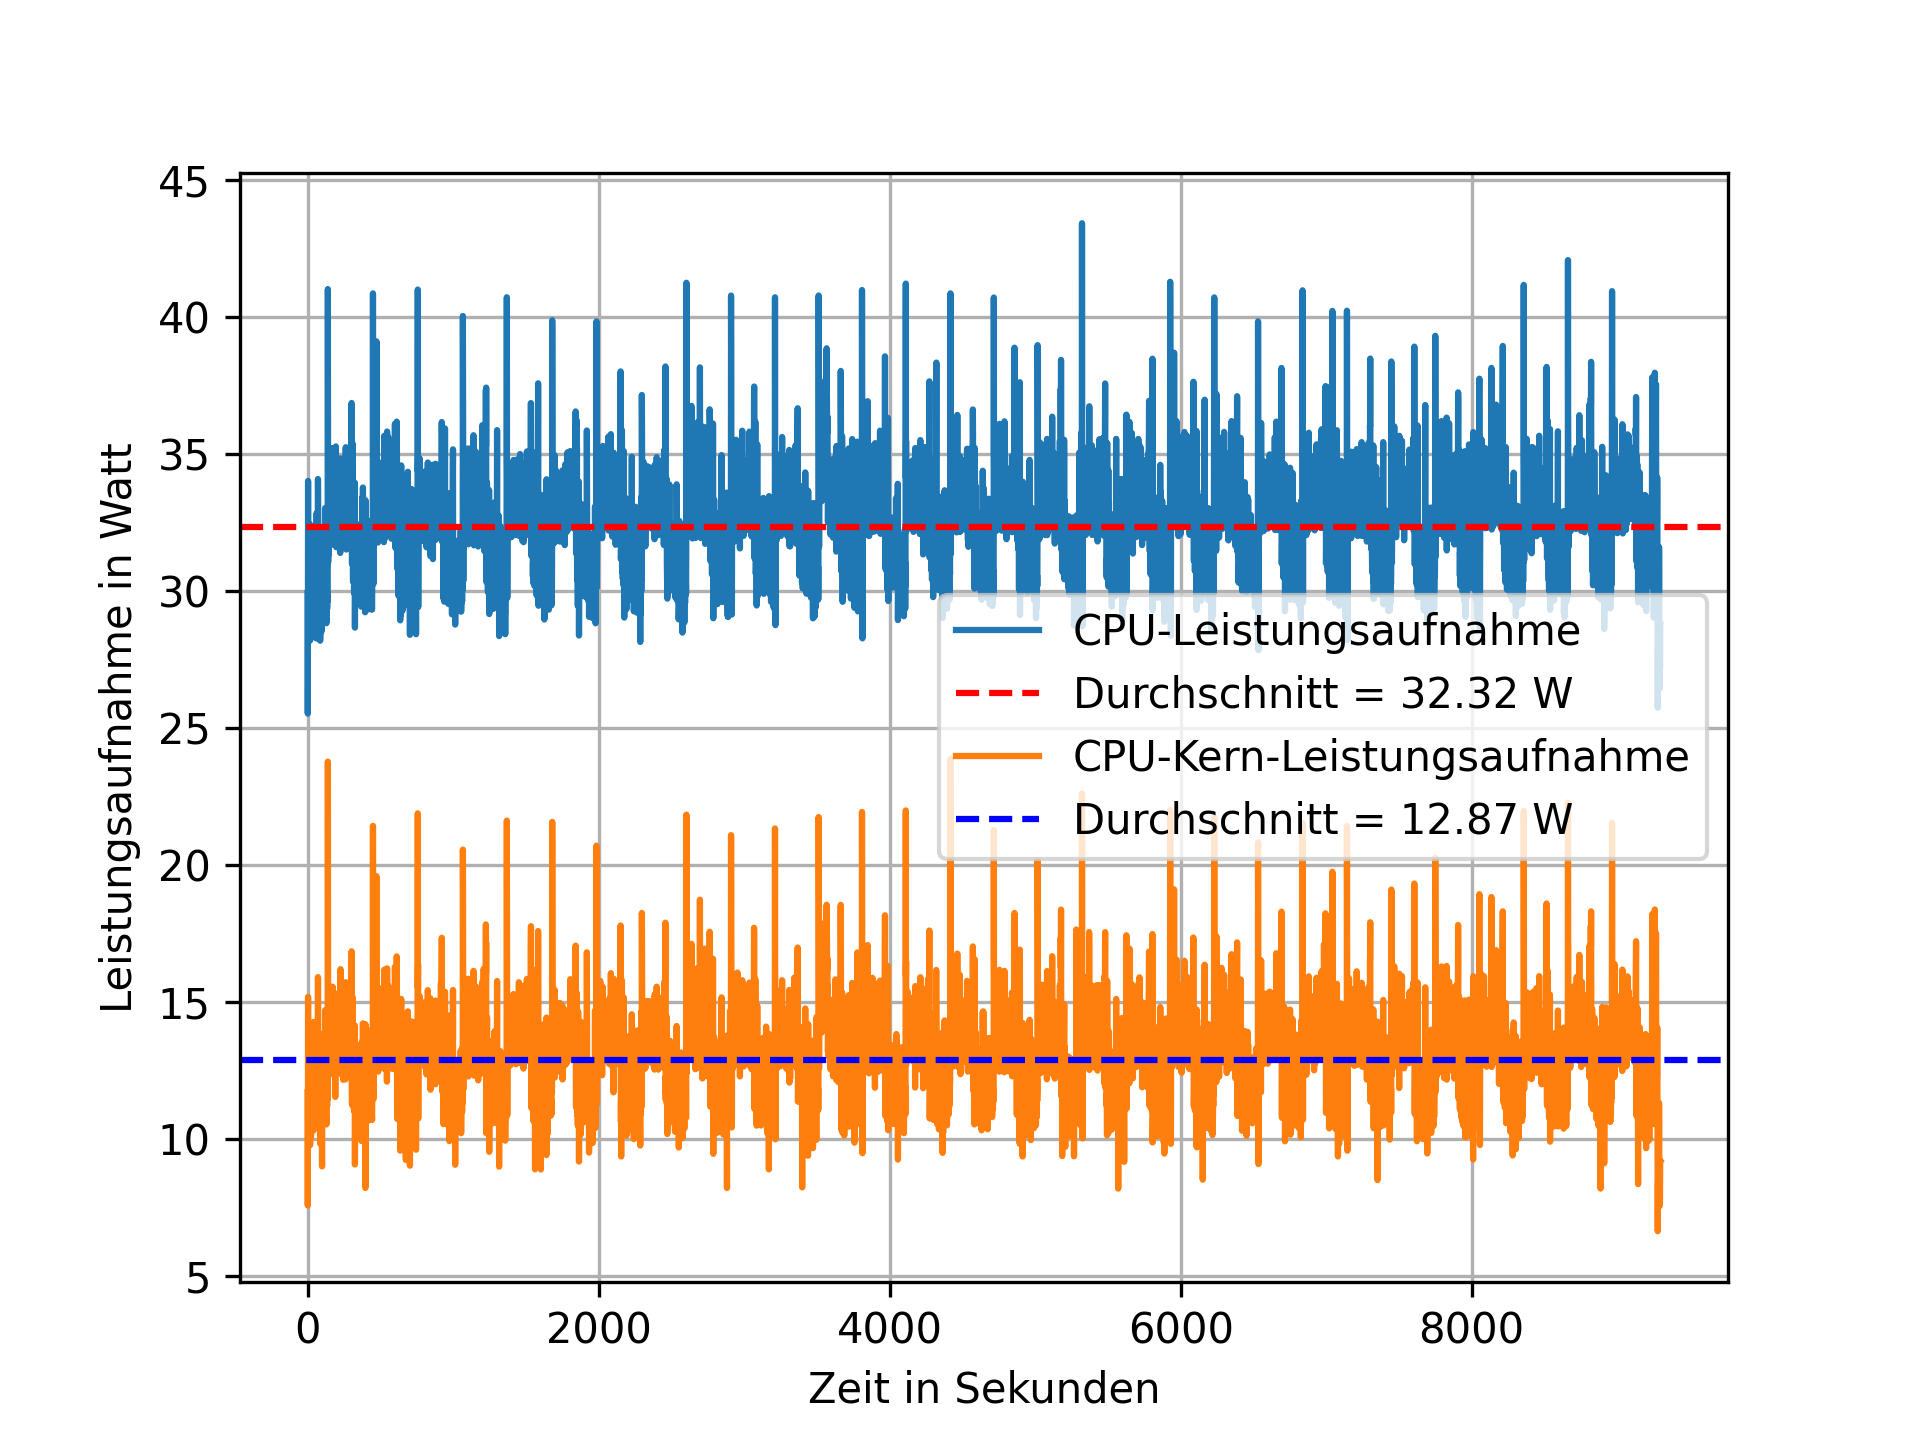 45
40
35
30
25
20
15
10
5
Leistungsaufnahme in Watt
CPU-Leistungsaufnahme
Durchschnitt = 32.32 W
CPU-Kern-Leistungsaufnahme
Durchschnitt = 12.87 W
0 2000 4000 6000 8000
Zeit in Sekunden